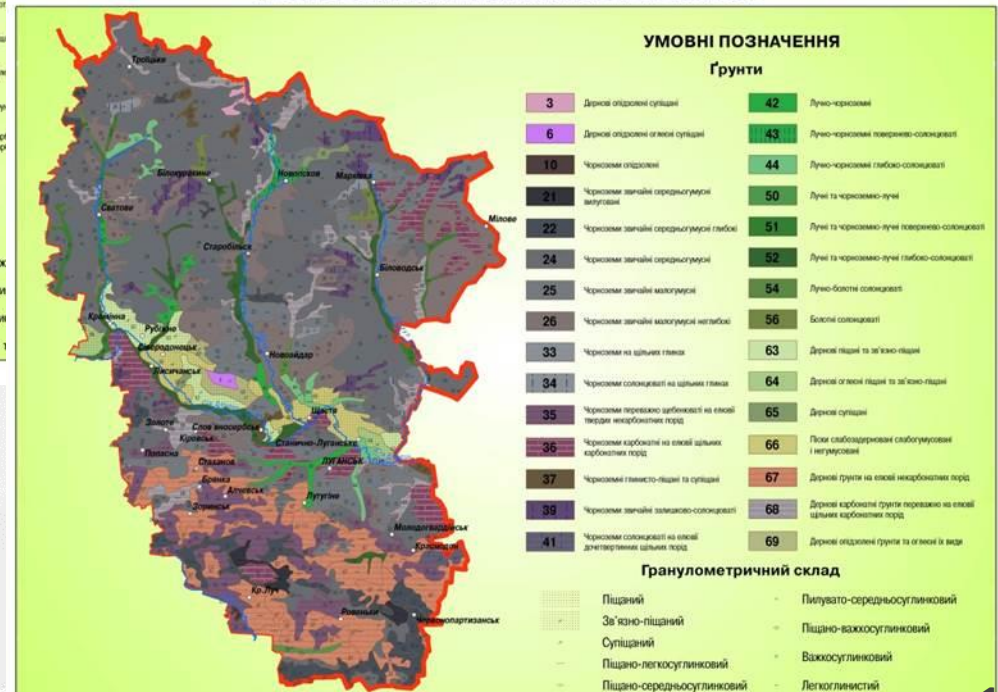 УМОВНІ ПОЗНАЧЕННЯ
Ґрунти
3 Дернові опідзолені супіщані
6 Дернові опідзолені оглеєні супіщані
10 Чорноземи опідзолені
21 Чорноземи звичайні середньогумусні
вилуговані
22 Чорноземи звичайні середньогумусні глибокі
24 Чорноземи звичайні середньогумусні
25 Чорноземи звичайні малогумусні
26 Чорноземи звичайні малогумусні неглибокі
33 Чорноземи на щільних глинах
34 Чорноземи солонцюваті на щільних глинах
35 Чорноземи переважно щебенюваті на елювії
твердих некарбонатних порід
36 Чорноземи карбонатні на елювії щільних
карбонатних порід
37 Чорноземні глинисто-піщані та супіщані
39 Чорноземи звичайні залишково-солонцюваті
41 Чорноземи солонцюваті на елювії
дочетвертинних щільних порід
42 Лучно-чорноземні
43 Лучно-чорноземні поверхнево-солонцюваті
44 Лучно-чорноземні глибоко-солонцюваті
50 Лучні та чорноземно-лучні
51 Лучні та чорноземно-лучні поверхнево-солонцюваті
52 Лучні та чорноземно-лучні глибоко-солонцюваті
54 Лучно-болотні солонцюваті
56 Болотні солонцюваті
63 Дернові піщані та зв'язно-піщані
64 Дернові оглеєні піщані та зв'язно-піщані
65 Дернові супіщані
66 Піски слабозадерновані слабогумусовані
і негумусовані
67 Дернові ґрунти на елювії некарбонатних порід
68 Дернові карбонатні ґрунти переважно на елювії
щільних карбонатних порід
69 Дернові опідзолені ґрунти та оглеєні їх види
Гранулометричний склад
Піщаний
Зв'язно-піщаний
Супіщаний
Піщано-легкосуглинковий
Піщано-середньосуглинковий
Пилувато-середньосуглинковий
Піщано-важкосуглинковий
Важкосуглинковий
Легкоглинистий
Троїцьке
Білокуракине
Новопсков
Марківка
Мілове
Сватове
Старобільск
Біловодськ
Кремінна
Рубіжне
Сєвєродонецьк
Лисичанськ
Новоайдар
Щастя
Слов'яносербськ
Золоте
Станично-Луганське
Кіровськ
Попасна
Стаханов
ЛУГАНСЬК
Брянка
Алчевськ
Лутугіне
Зоринськ
Молодогвардійськ
Краснодон
Кр.Луч
Ровеньки
Червонопартизанськ